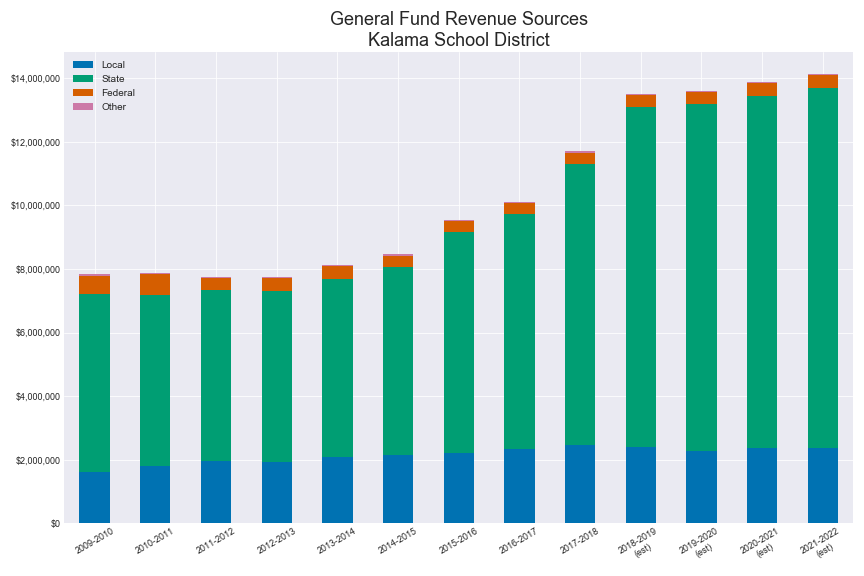 General Fund Revenue Sources
Kalama School District
Local
State
Federal
Other
$14,000,000
$12,000,000
$10,000,000
$8,000,000
$6,000,000
$4,000,000
$2,000,000
$0
2009-2010
2010-2011
2011-2012
2012-2013
2013-2014
2014-2015
2015-2016
2016-2017
2017-2018
2018-2019
(est)
2019-2020
(est)
2020-2021
(est)
2021-2022
(est)